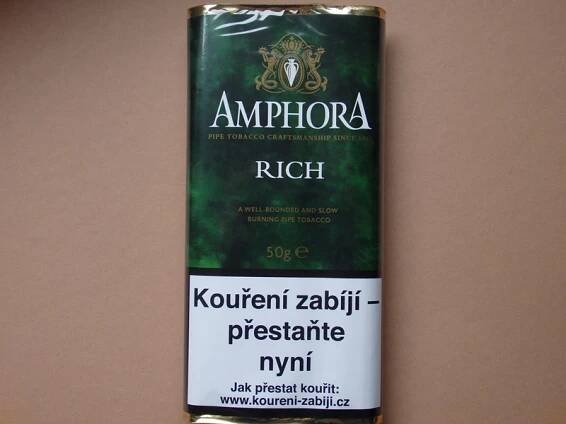 AMPHORA
PIPE TOBACCO CRAFTSMANSHIP SINCE
RICH
A WELL-ROUNDED AND SLOW
BURNING PIPE TOBACCO
50g ℮
Kouření zabíjí –
přestaňte
nyní
Jak přestat kouřit:
www.koureni-zabiji.cz